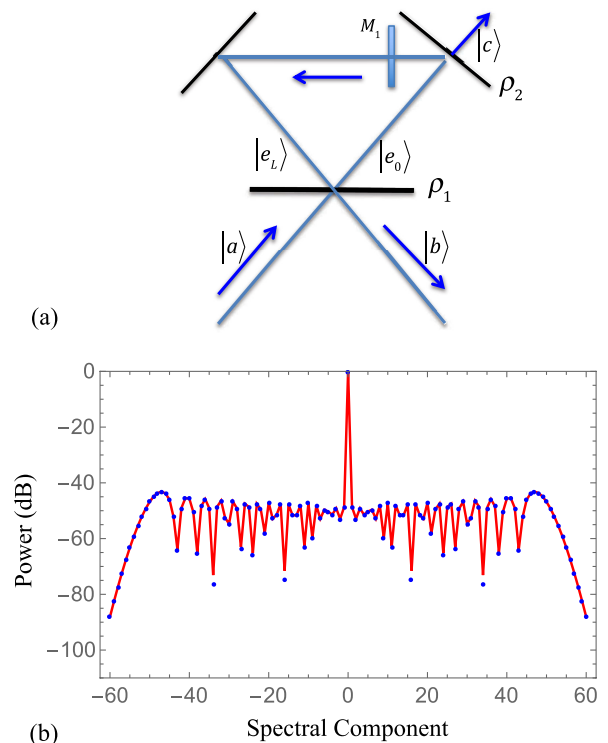 M₁
|c⟩
ρ₂
|e_L⟩
|e₀⟩
ρ₁
|a⟩
|b⟩
(a)
0
−20
−40
−60
−80
−100
Power (dB)
−60 −40 −20 0 20 40 60
Spectral Component
(b)